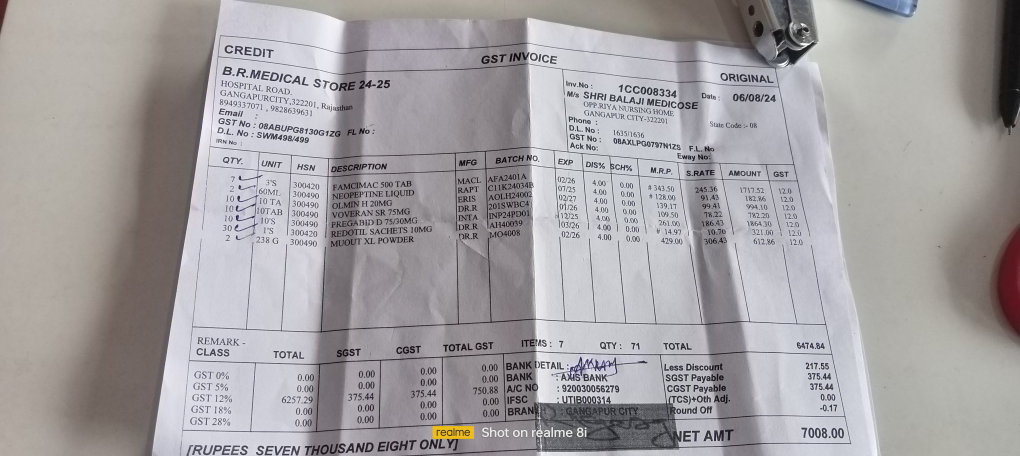 CREDIT
GST INVOICE
ORIGINAL
B.R.MEDICAL STORE 24-25
HOSPITAL ROAD.
GANGAPURCITY,322201, Rajasthan
8949337071 , 9828639631
Email :
GST No : 08ABUPG8130G1ZG FL No :
D.L. No : SWM498/499
IRN No :
Inv.No : 1CC008334 Date : 06/08/24
M/s SHRI BALAJI MEDICOSE
OPP.RIYA NURSING HOME
GANGAPUR CITY-322201
Phone : State Code :- 08
D.L. No : 1635/1636
GST No : 08AXLPG0797N1ZS F.L. No
Ack No: Eway No:
QTY. UNIT HSN DESCRIPTION MFG BATCH NO. EXP DIS% SCH% M.R.P. S.RATE AMOUNT GST
7 3'S 300420 FAMCIMAC 500 TAB MACL AFA2401A 02/26 4.00 0.00 # 343.50 245.36 1717.52 12.0
2 60ML 300490 NEOPEPTINE LIQUID RAPT C11K24034B 07/25 4.00 0.00 # 128.00 91.43 182.86 12.0
10 10 TA 300490 OLMIN H 20MG ERIS AOLH24002 02/27 4.00 0.00 139.17 99.41 994.10 12.0
10 10TAB 300490 VOVERAN SR 75MG DR.R 201SWBC4 01/26 4.00 0.00 109.50 78.22 782.20 12.0
10 10'S 300490 PREGABID D 75/30MG INTA INP24PD01 12/25 4.00 0.00 261.00 186.43 1864.30 12.0
30 1'S 300420 REDOTIL SACHETS 10MG DR.R AH40039 03/26 4.00 0.00 # 14.97 10.70 321.00 12.0
2 238 G 300490 MUOUT XL POWDER DR.R MO4008 02/26 4.00 0.00 429.00 306.43 612.86 12.0
REMARK - ITEMS : 7 QTY : 71 TOTAL 6474.84
CLASS TOTAL SGST CGST TOTAL GST
GST 0% 0.00 0.00 0.00 0.00
GST 5% 0.00 0.00 0.00 0.00
GST 12% 6257.29 375.44 375.44 750.88
GST 18% 0.00 0.00 0.00 0.00
GST 28% 0.00 0.00 0.00 0.00
BANK DETAIL :
BANK : AXIS BANK
A/C NO : 920030056279
IFSC : UTIB000314
BRANH : GANGAPUR CITY
Less Discount 217.55
SGST Payable 375.44
CGST Payable 375.44
(TCS)+Oth Adj. 0.00
Round Off -0.17
NET AMT 7008.00
[RUPEES SEVEN THOUSAND EIGHT ONLY]
realme Shot on realme 8i